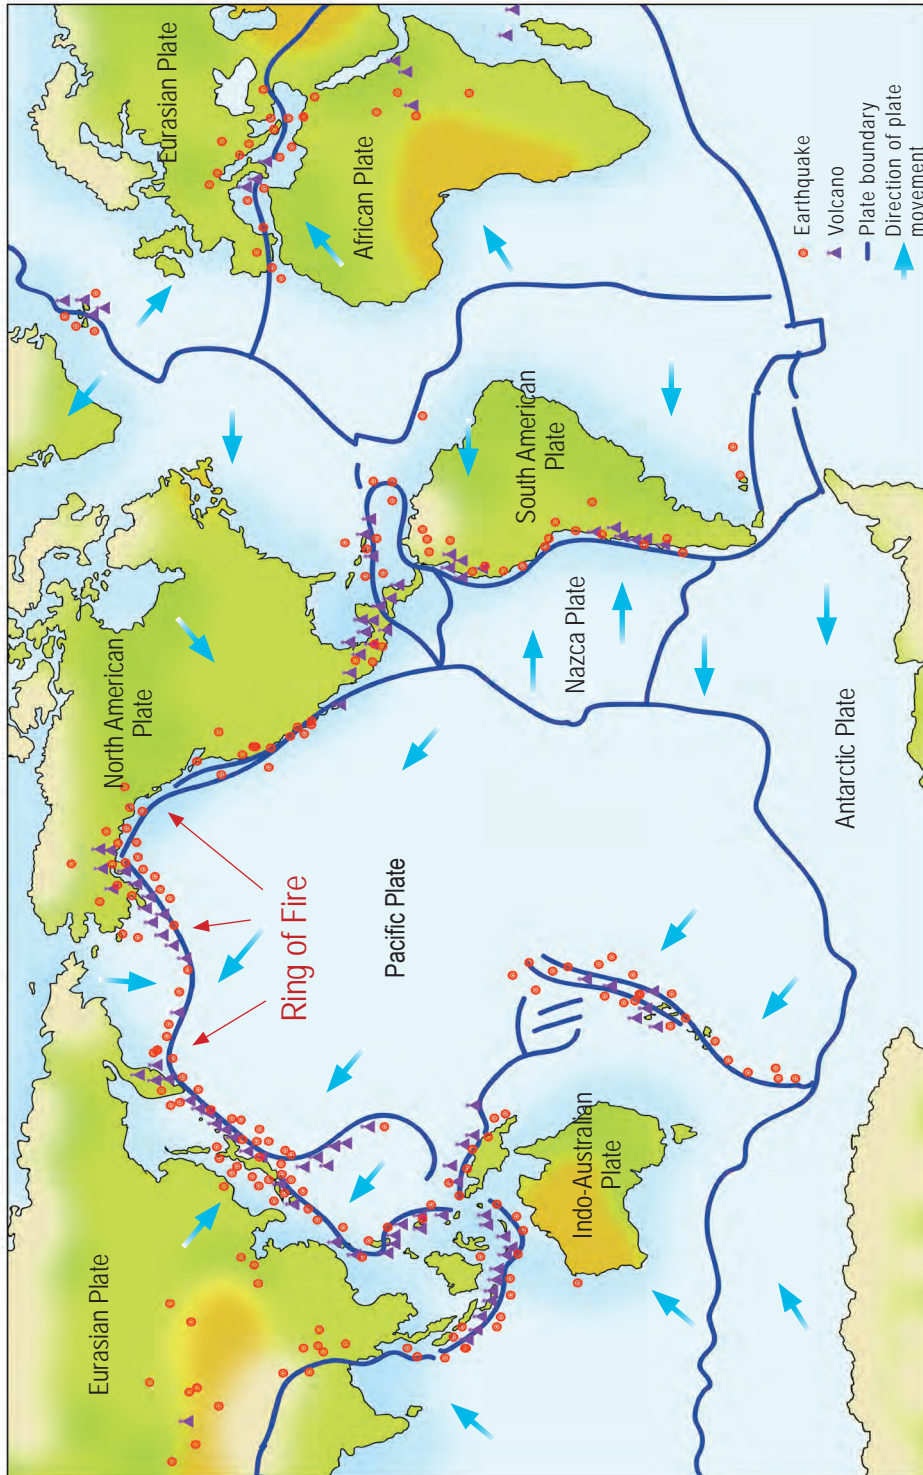 Eurasian Plate
North American
Plate
Eurasian Plate
Ring of Fire
African Plate
Pacific Plate
South American
Plate
Nazca Plate
Indo-Australian
Plate
Antarctic Plate
Earthquake
Volcano
Plate boundary
Direction of plate
movement